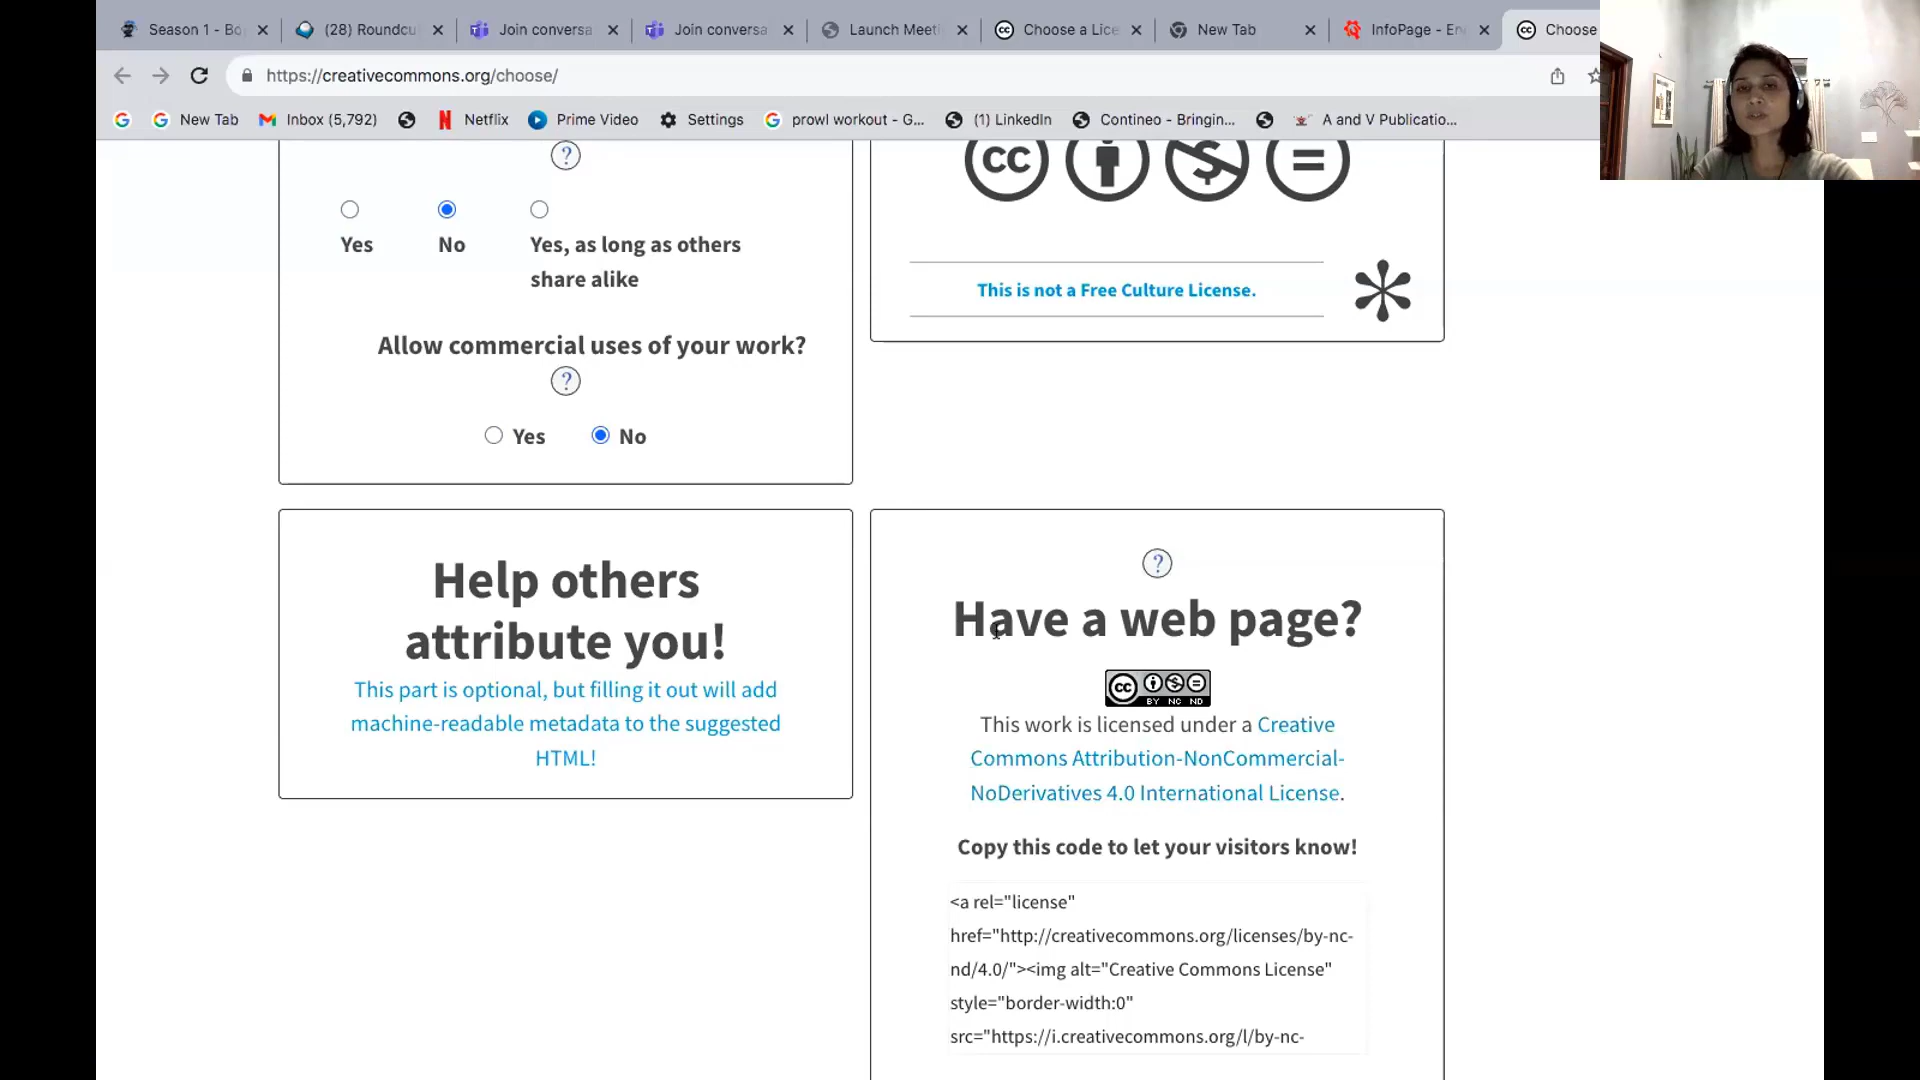 Season 1 - Bo
(28) Roundcu
Join conversa
Join conversa
Launch Meeti
Choose a Lice
New Tab
InfoPage - En
Choose
https://creativecommons.org/choose/
New Tab
Inbox (5,792)
Netflix
Prime Video
Settings
prowl workout - G...
(1) LinkedIn
Contineo - Bringin...
A and V Publicatio...
?
Yes
No
Yes, as long as others
share alike
Allow commercial uses of your work?
?
Yes
No
cc
$
=
This is not a Free Culture License.
Help others
attribute you!
This part is optional, but filling it out will add
machine-readable metadata to the suggested
HTML!
?
Have a web page?
cc
BY NC ND
This work is licensed under a Creative
Commons Attribution-NonCommercial-
NoDerivatives 4.0 International License.
Copy this code to let your visitors know!
<a rel="license"
href="http://creativecommons.org/licenses/by-nc-
nd/4.0/"><img alt="Creative Commons License"
style="border-width:0"
src="https://i.creativecommons.org/l/by-nc-